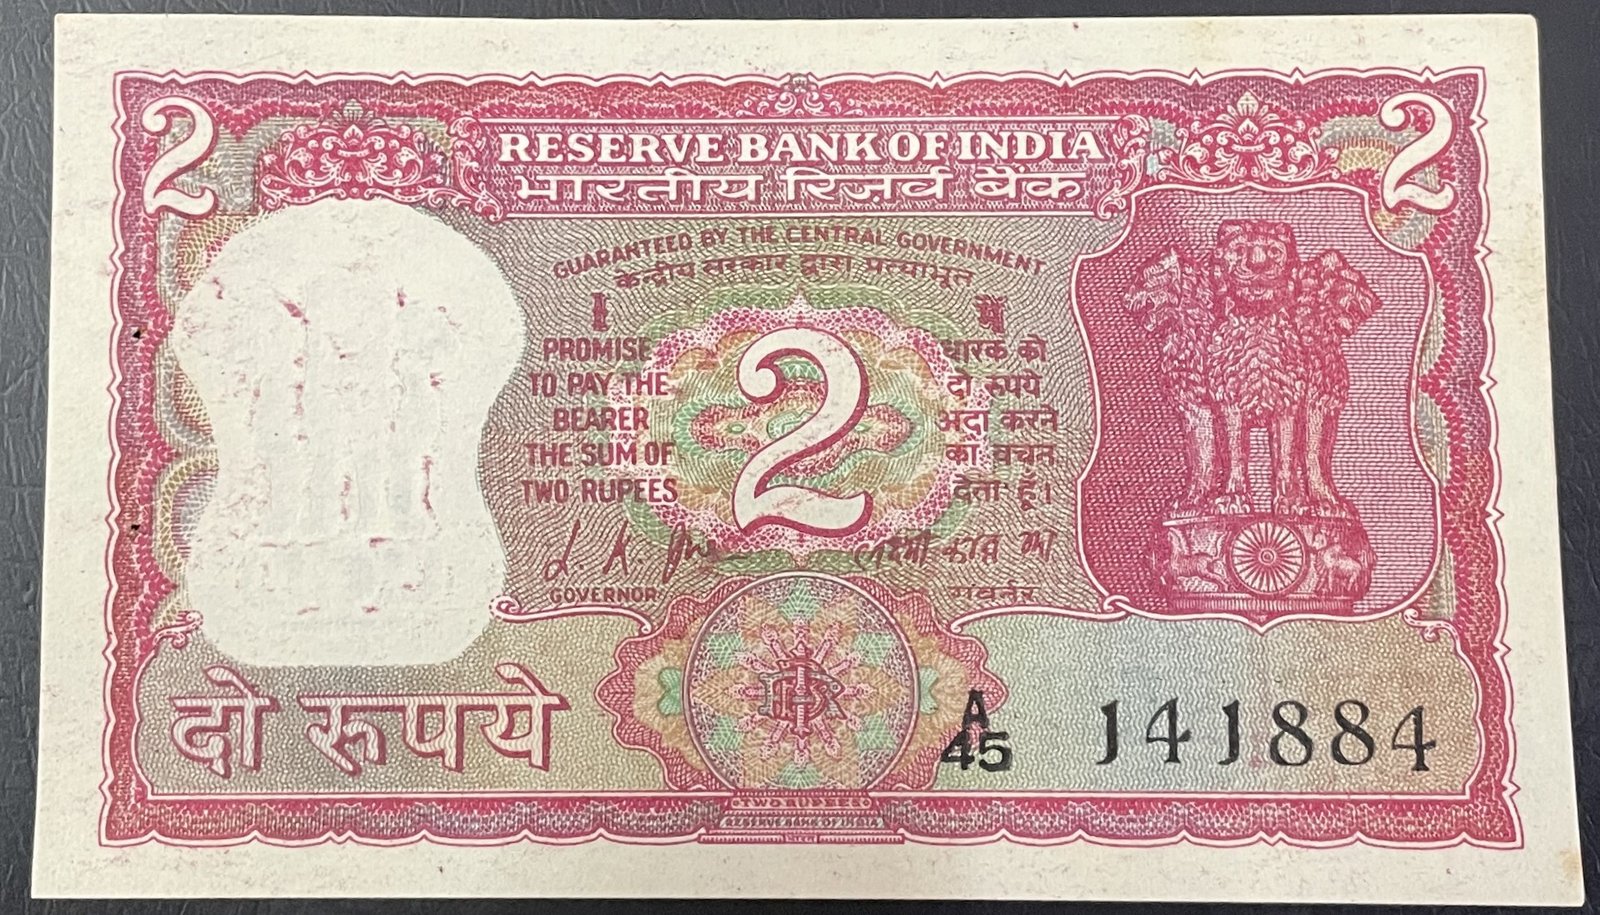 2
2
RESERVE BANK OF INDIA
भारतीय रिज़र्व बैंक
GUARANTEED BY THE CENTRAL GOVERNMENT
केन्द्रीय सरकार द्वारा प्रत्याभूत
I
PROMISE
TO PAY THE
BEARER
THE SUM OF
TWO RUPEES
2
मैं
धारक को
दो रुपये
अदा करने
का वचन
देता हूं।
GOVERNOR
गवर्नर
दो रुपये
A
45
141884
TWO RUPEES
RESERVE BANK OF INDIA